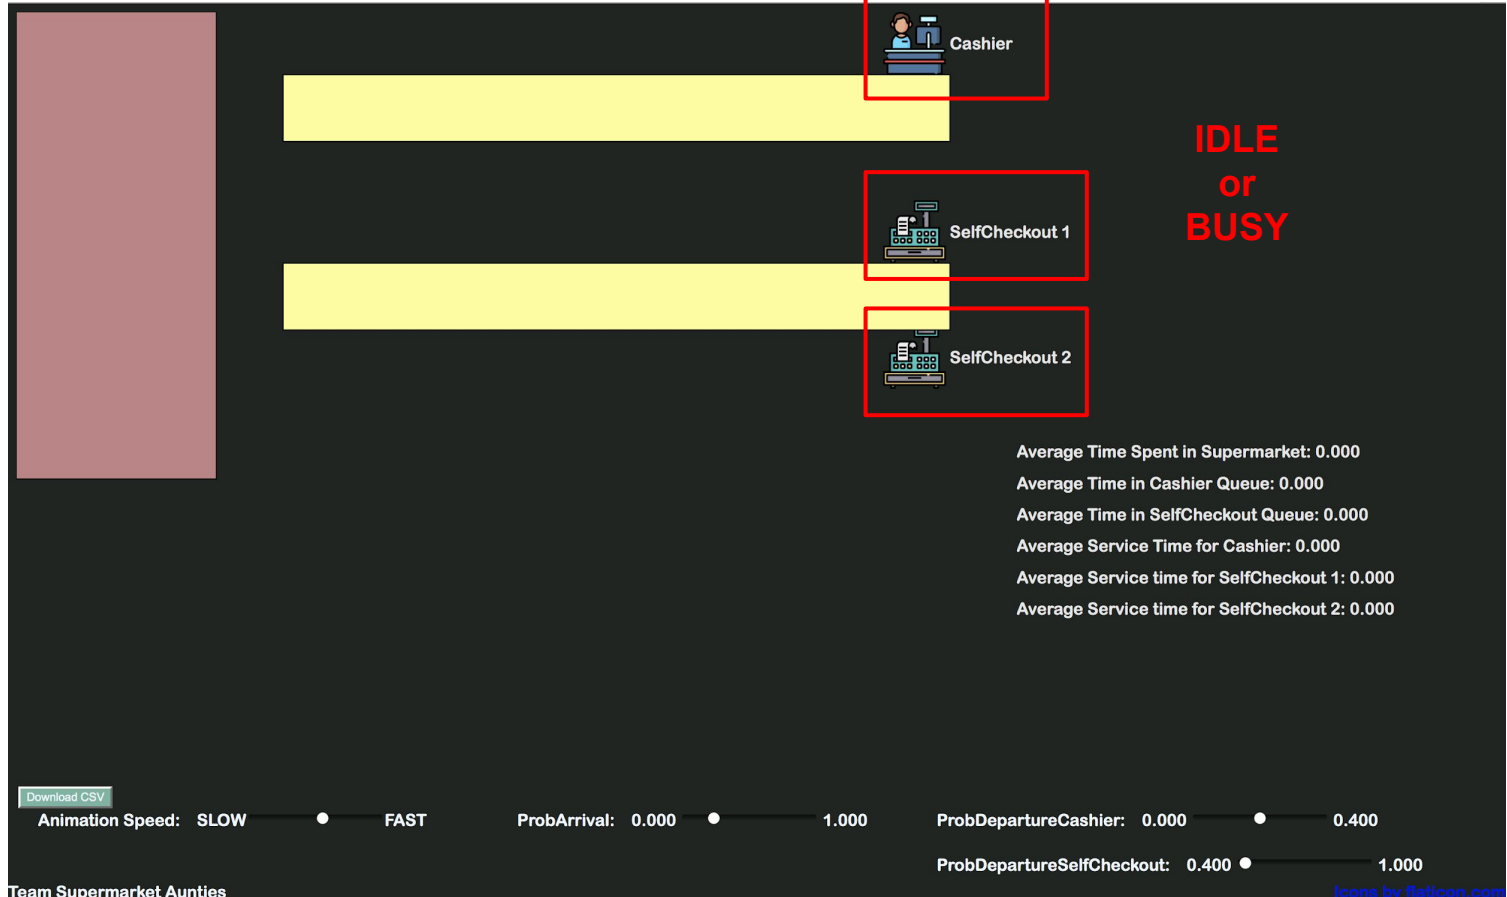 Cashier
IDLE
or
BUSY
SelfCheckout 1
SelfCheckout 2
Average Time Spent in Supermarket: 0.000
Average Time in Cashier Queue: 0.000
Average Time in SelfCheckout Queue: 0.000
Average Service Time for Cashier: 0.000
Average Service time for SelfCheckout 1: 0.000
Average Service time for SelfCheckout 2: 0.000
Download CSV
Animation Speed: SLOW FAST ProbArrival: 0.000 1.000 ProbDepartureCashier: 0.000 0.400
ProbDepartureSelfCheckout: 0.400 1.000
Team Supermarket Aunties
Icons by flaticon.com